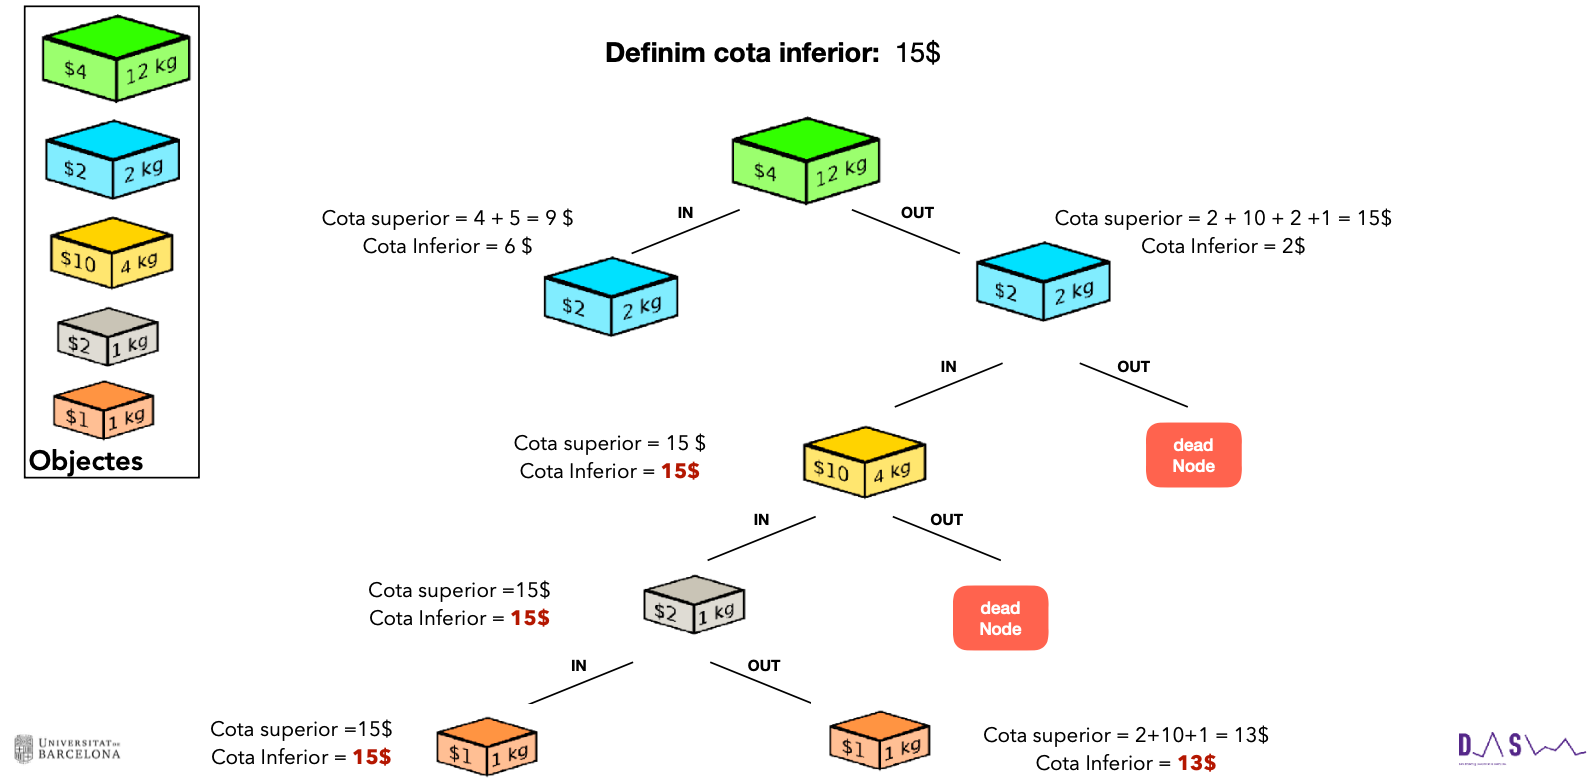 Definim cota inferior: 15$
$4 12 kg
$2 2 kg
$10 4 kg
$2 1 kg
$1 1 kg
Objectes
$4 12 kg
IN
OUT
Cota superior = 4 + 5 = 9 $
Cota Inferior = 6 $
Cota superior = 2 + 10 + 2 +1 = 15$
Cota Inferior = 2$
$2 2 kg
$2 2 kg
IN
OUT
Cota superior = 15 $
Cota Inferior = 15$
$10 4 kg
dead
Node
IN
OUT
Cota superior =15$
Cota Inferior = 15$
$2 1 kg
dead
Node
IN
OUT
Cota superior =15$
Cota Inferior = 15$
$1 1 kg
$1 1 kg
Cota superior = 2+10+1 = 13$
Cota Inferior = 13$
UNIVERSITAT DE
BARCELONA